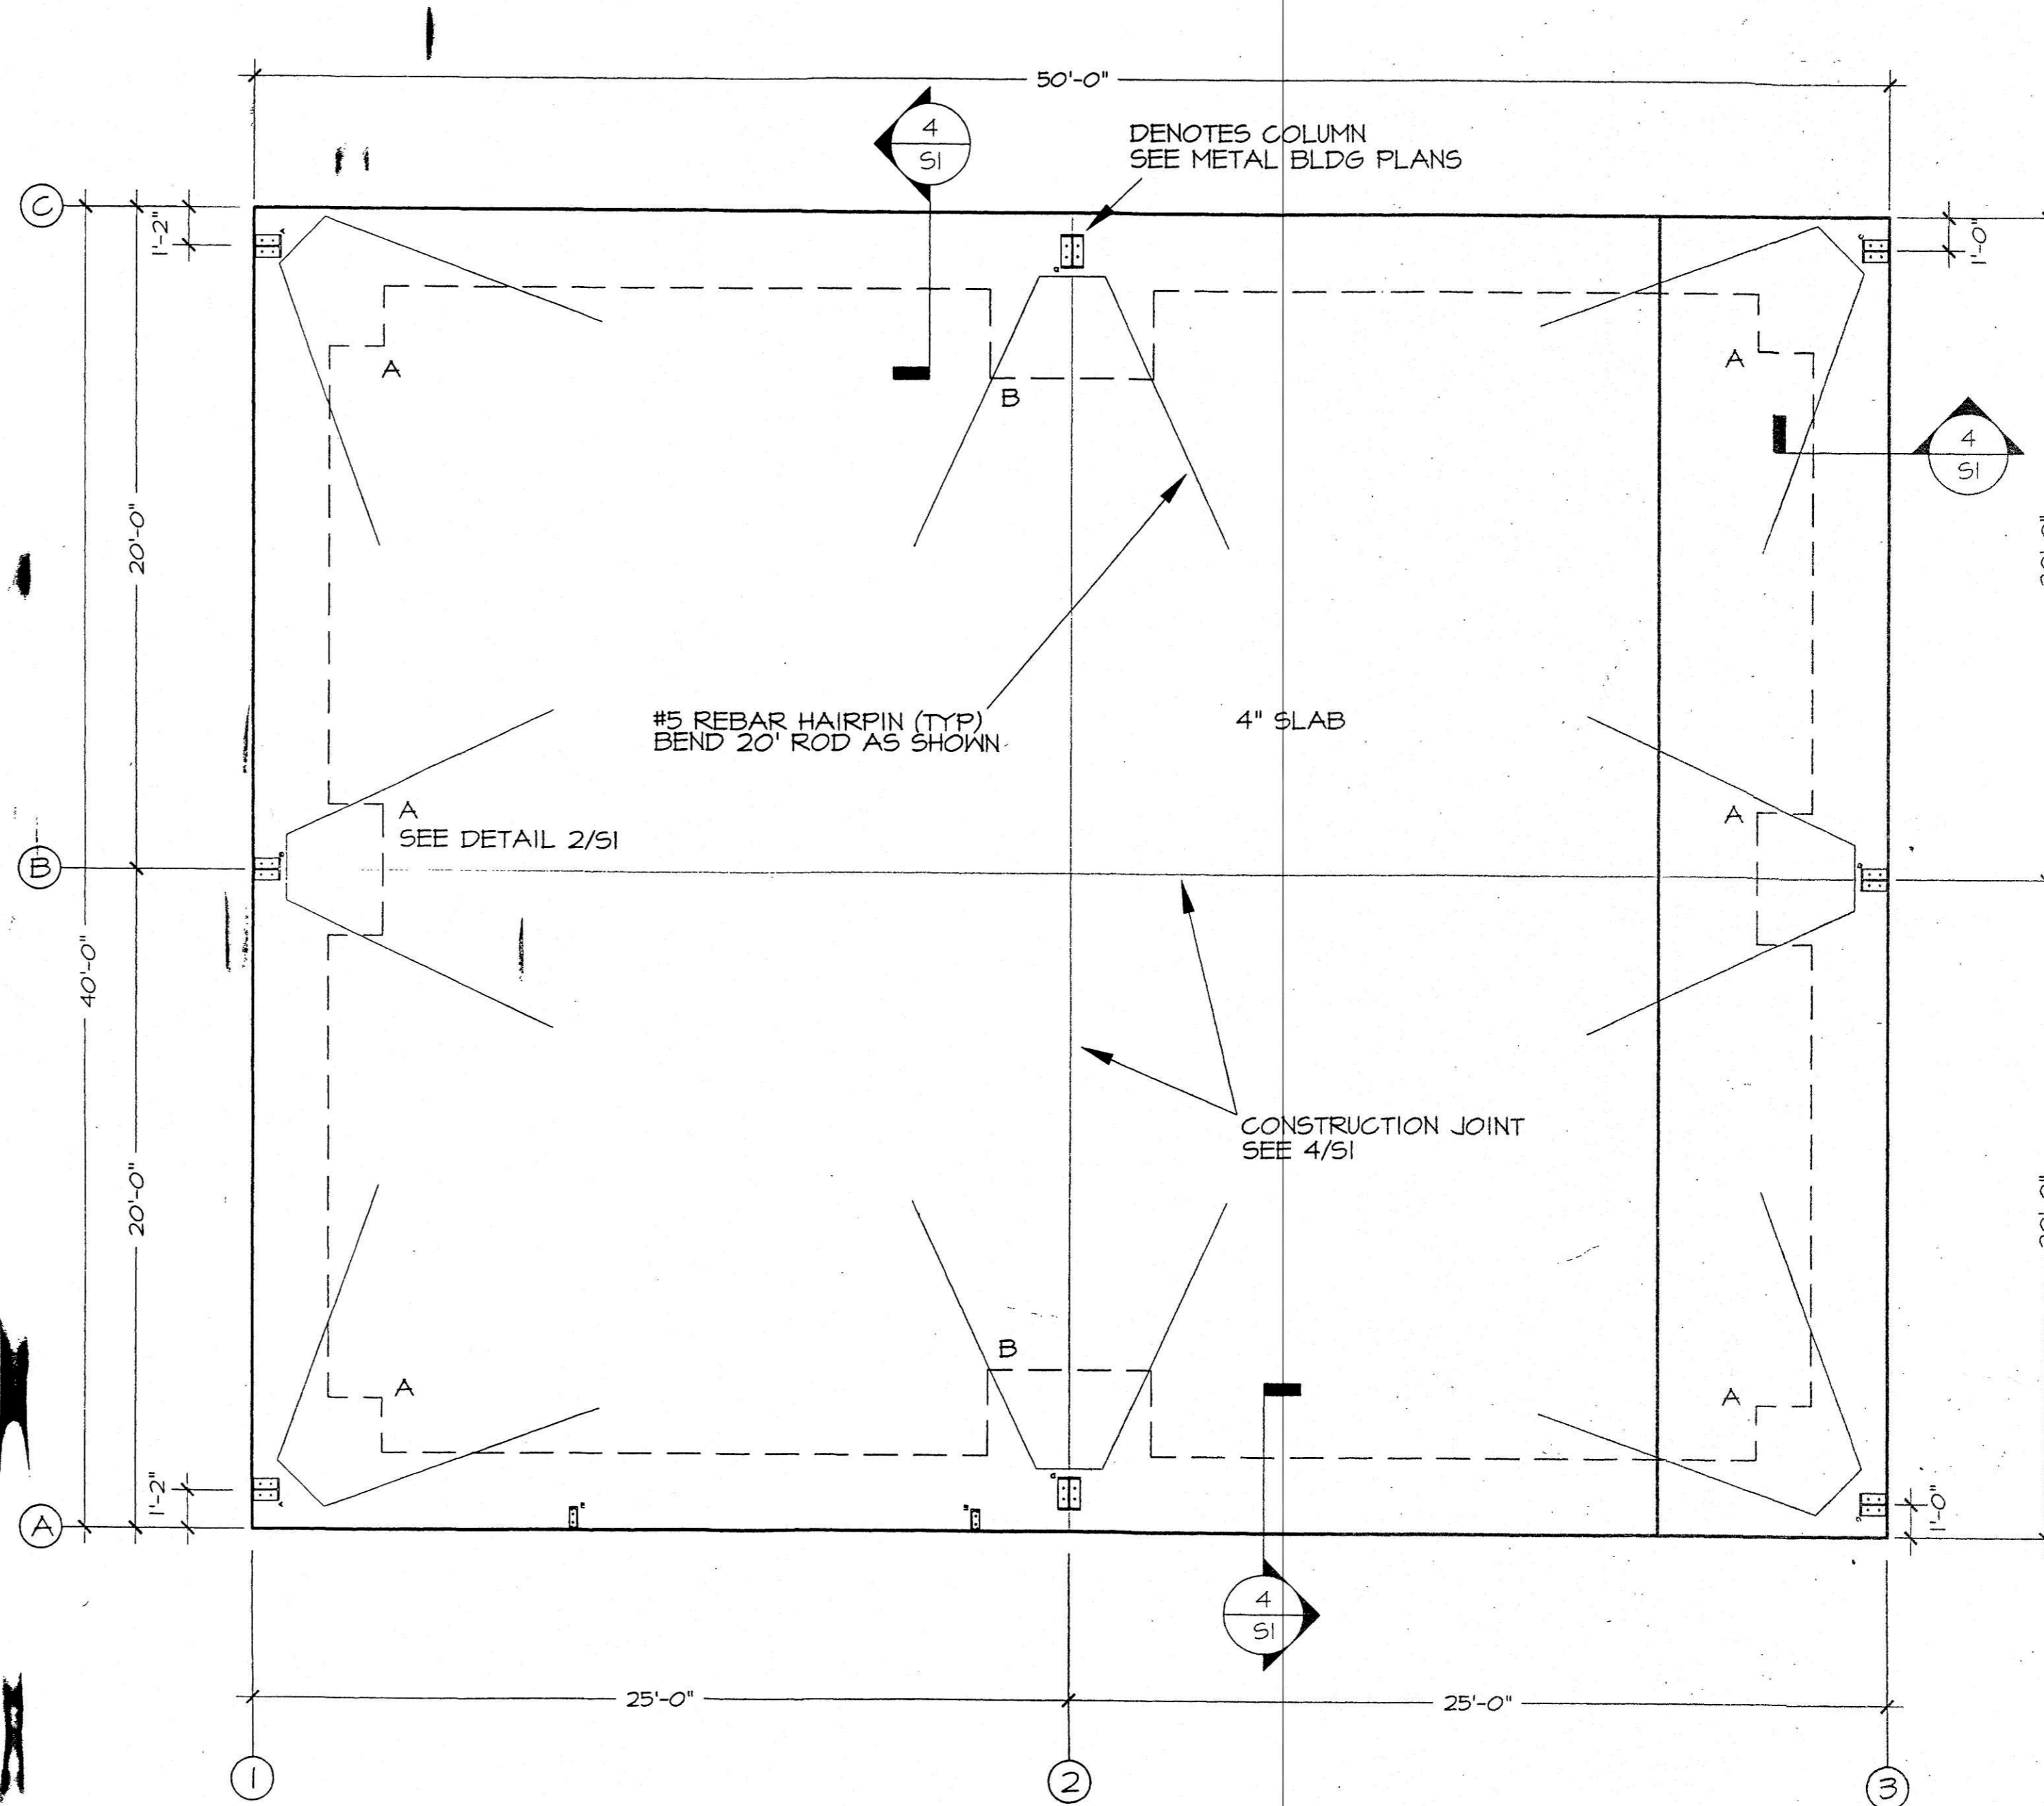 50'-0"
4
S1
DENOTES COLUMN
SEE METAL BLDG PLANS
C
1'-2"
1'-0"
A
A
B
4
S1
20'-0"
#5 REBAR HAIRPIN (TYP)
BEND 20' ROD AS SHOWN
4" SLAB
A
SEE DETAIL 2/S1
A
B
40'-0"
CONSTRUCTION JOINT
SEE 4/S1
20'-0"
B
A
A
1'-2"
1'-0"
A
4
S1
25'-0"
25'-0"
1
2
3